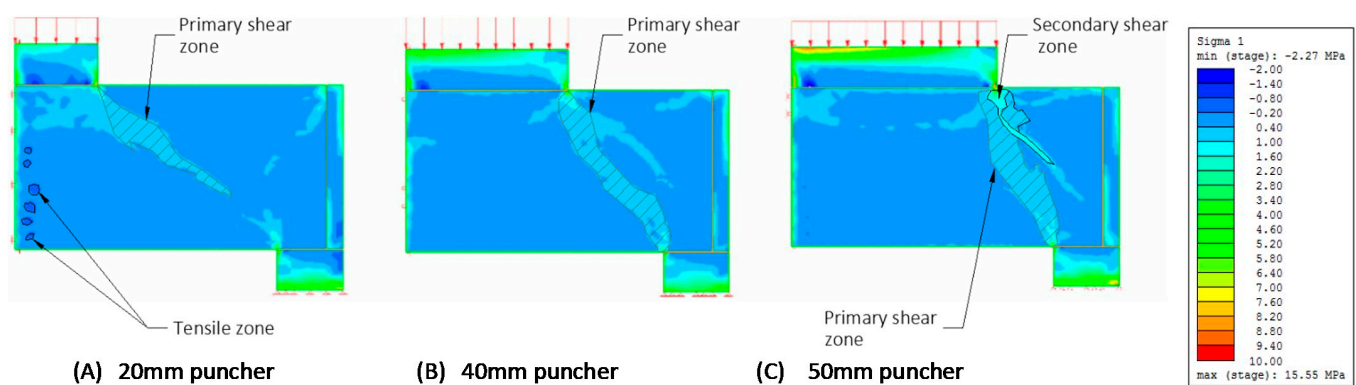 Primary shear
zone
Tensile zone
(A) 20mm puncher
Primary shear
zone
(B) 40mm puncher
Secondary shear
zone
Primary shear
zone
(C) 50mm puncher
Sigma 1
min (stage): -2.27 MPa
-2.00
-1.40
-0.80
-0.20
0.40
1.00
1.60
2.20
2.80
3.40
4.00
4.60
5.20
5.80
6.40
7.00
7.60
8.20
8.80
9.40
10.00
max (stage): 15.55 MPa